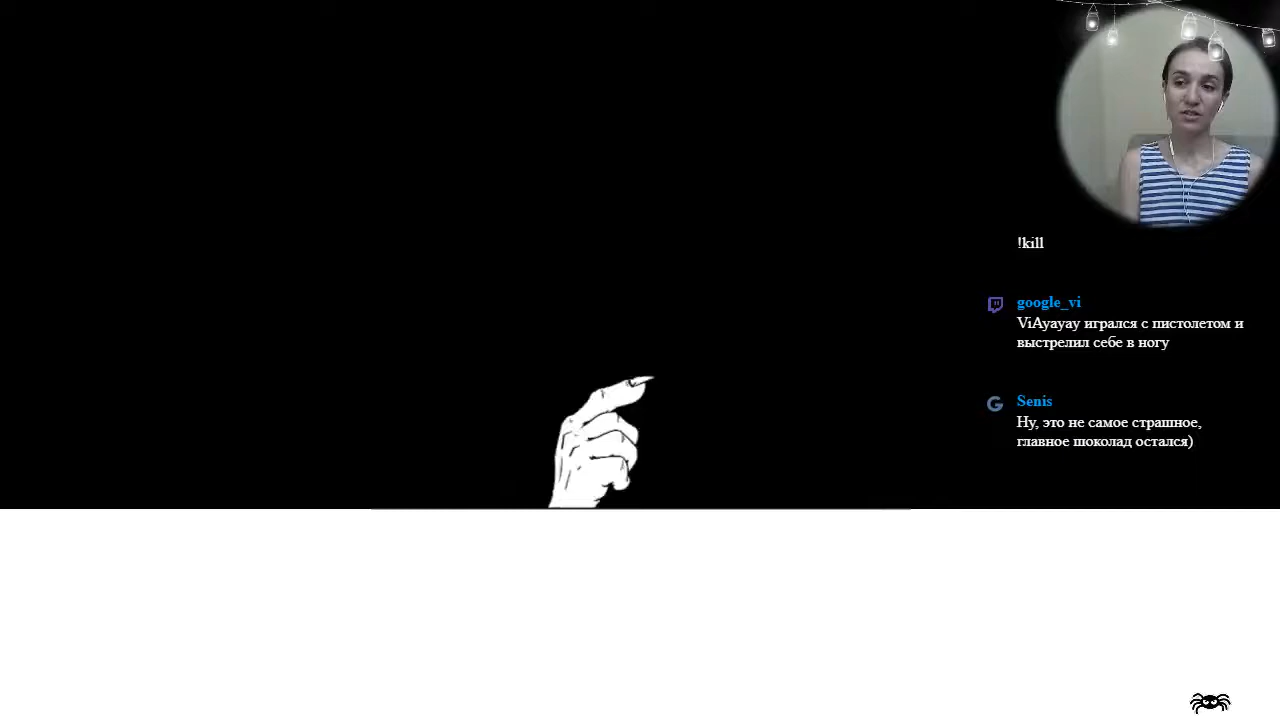 !kill
google_vi
ViAyayay игрался с пистолетом и
выстрелил себе в ногу
Senis
Ну, это не самое страшное,
главное шоколад остался)